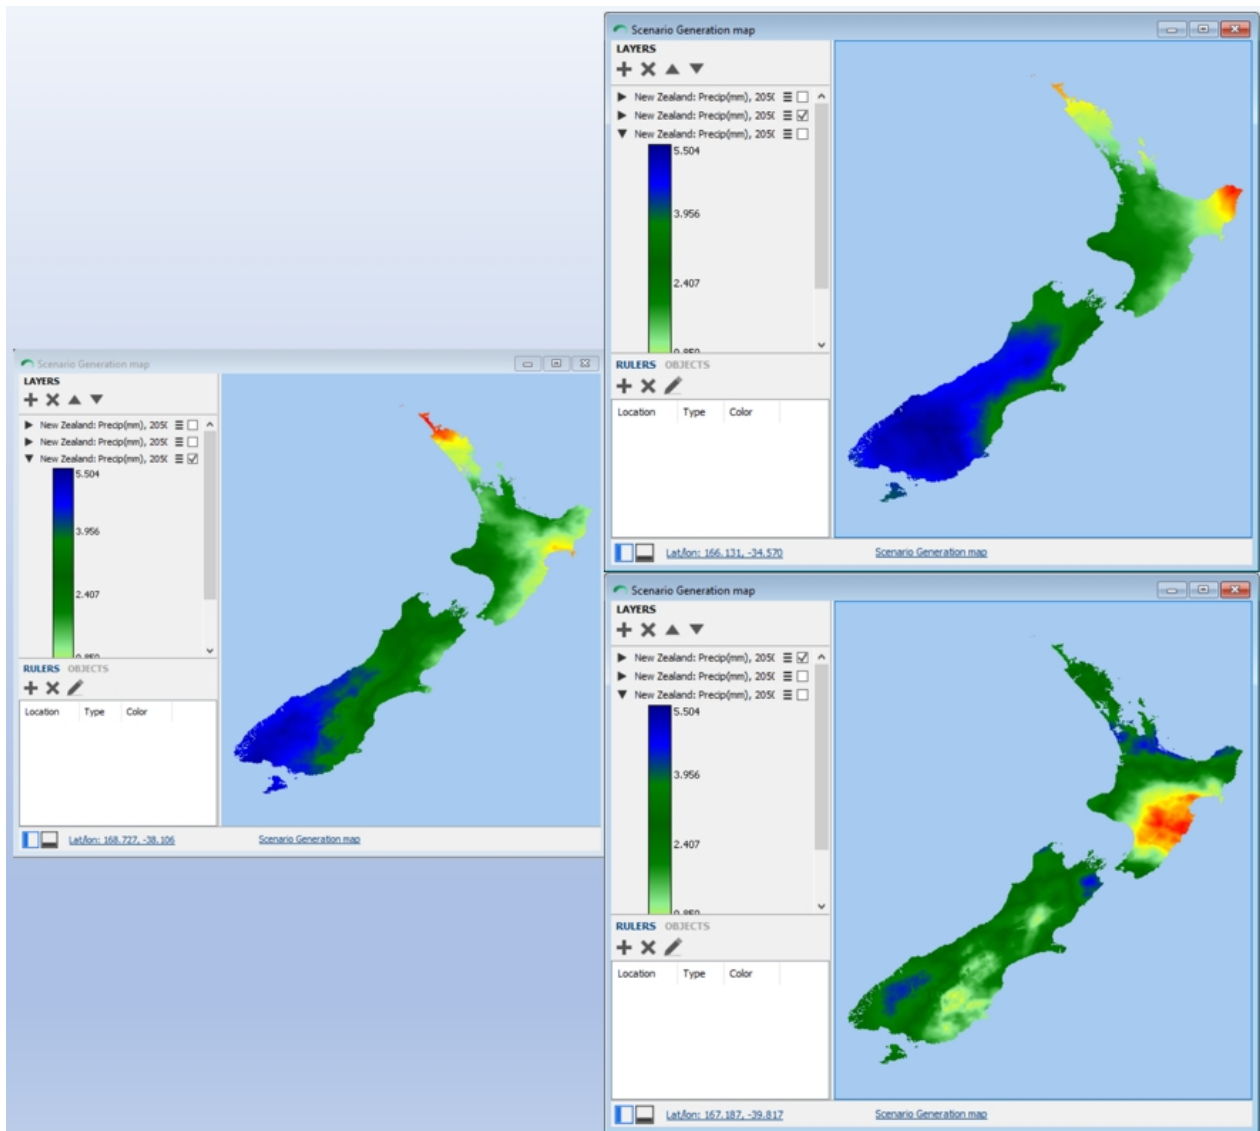 Scenario Generation map
LAYERS
New Zealand: Precip(mm), 205(
New Zealand: Precip(mm), 205(
New Zealand: Precip(mm), 205(
5.504
3.956
2.407
0.859
RULERS OBJECTS
Location Type Color
Lat/lon: 166.131, -34.570 Scenario Generation map
Scenario Generation map
LAYERS
New Zealand: Precip(mm), 205(
New Zealand: Precip(mm), 205(
New Zealand: Precip(mm), 205(
5.504
3.956
2.407
0.859
RULERS OBJECTS
Location Type Color
Lat/lon: 168.727, -38.106 Scenario Generation map
Scenario Generation map
LAYERS
New Zealand: Precip(mm), 205(
New Zealand: Precip(mm), 205(
New Zealand: Precip(mm), 205(
5.504
3.956
2.407
0.859
RULERS OBJECTS
Location Type Color
Lat/lon: 167.187, -39.817 Scenario Generation map